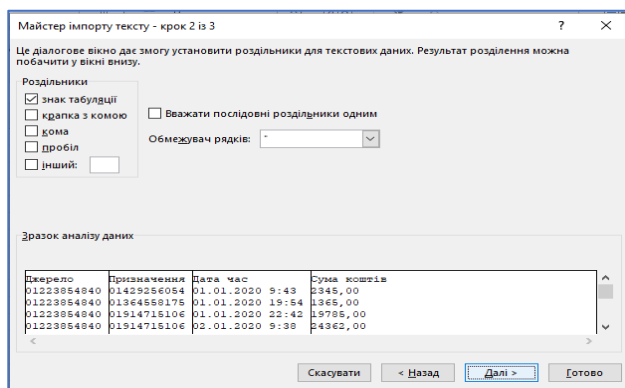 Майстер імпорту тексту - крок 2 із 3 ? ×
Це діалогове вікно дає змогу установити роздільники для текстових даних. Результат розділення можна
побачити у вікні внизу.
Роздільники
знак табуляції
крапка з комою
кома
пробіл
інший:
Вважати послідовні роздільники одним
Обмежувач рядків: "
Зразок аналізу даних
Джерело Призначення Дата час Сума коштів
01223854840 01429256054 01.01.2020 9:43 2345,00
01223854840 01364558175 01.01.2020 19:54 1365,00
01223854840 01914715106 01.01.2020 22:42 19785,00
01223854840 01914715106 02.01.2020 9:38 24362,00
Скасувати < Назад Далі > Готово